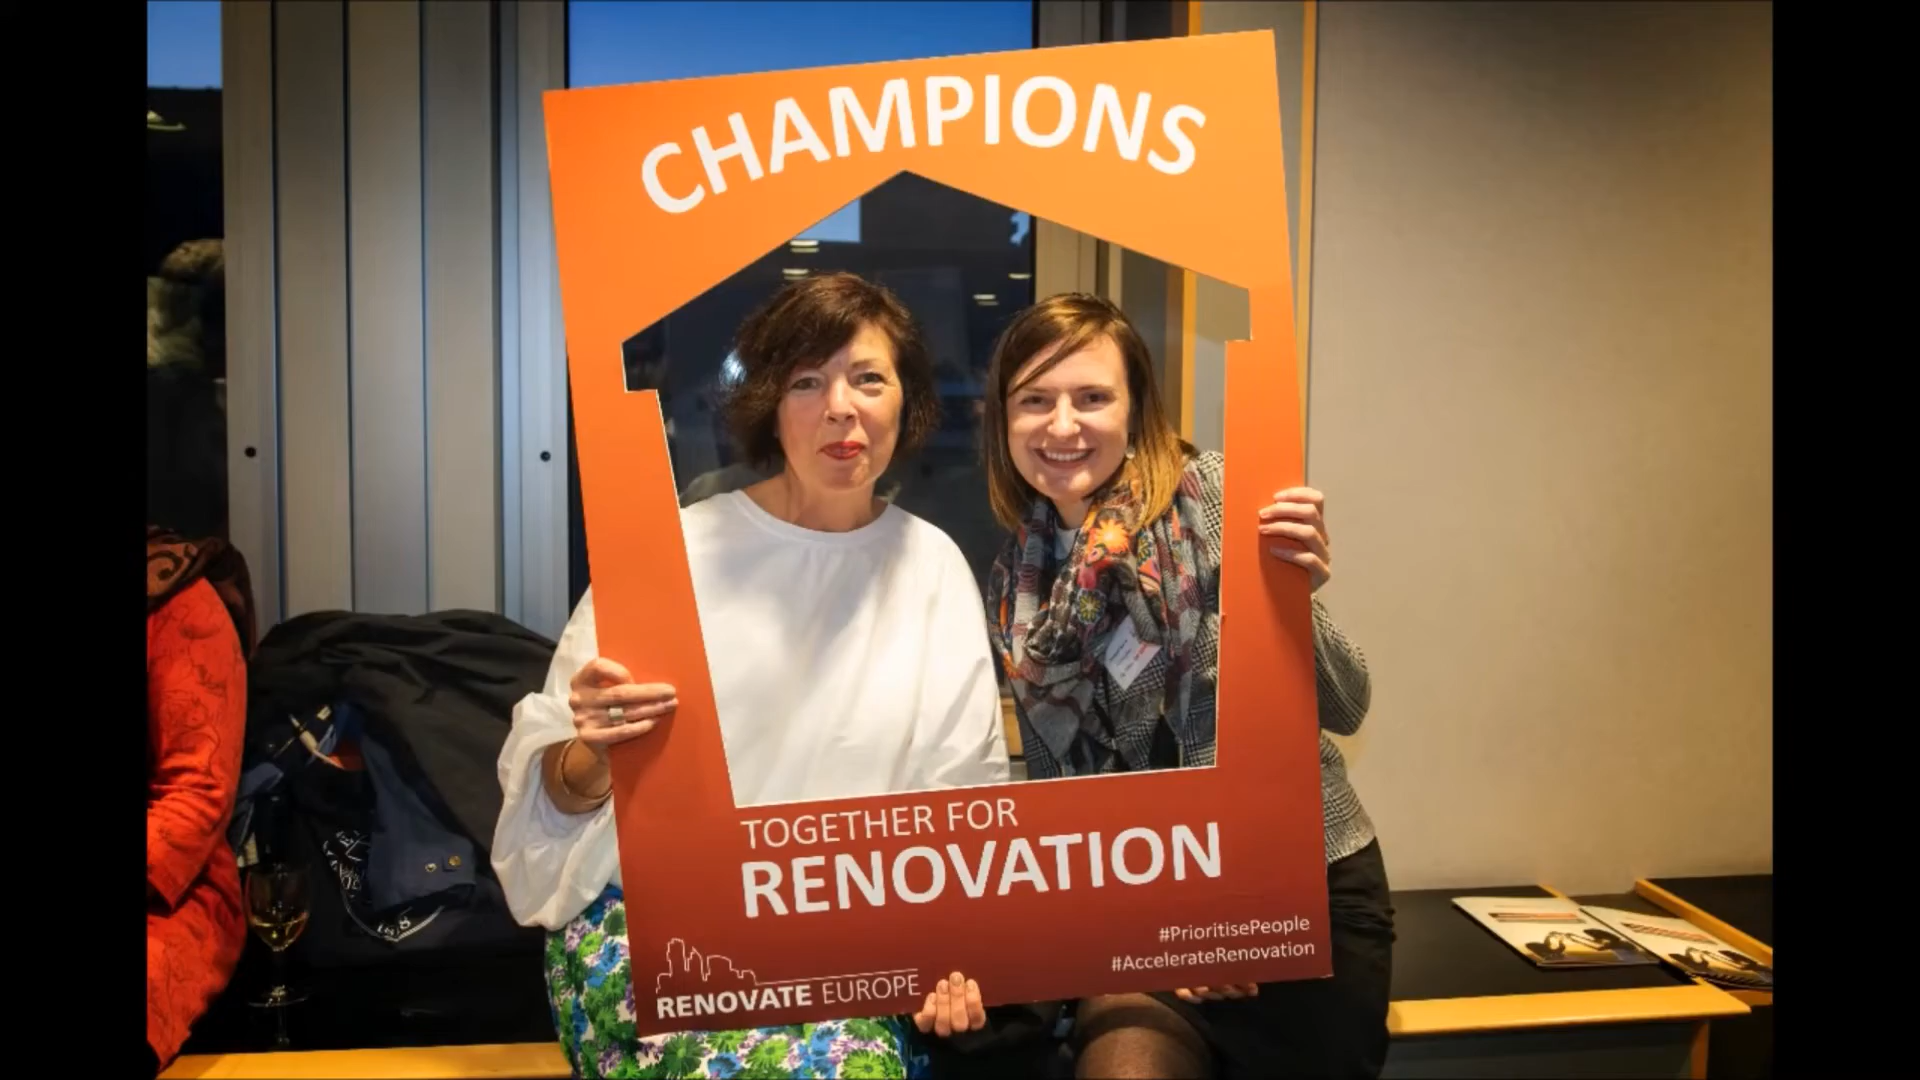 CHAMPIONS
TOGETHER FOR
RENOVATION
#PrioritisePeople
#AccelerateRenovation
RENOVATE EUROPE